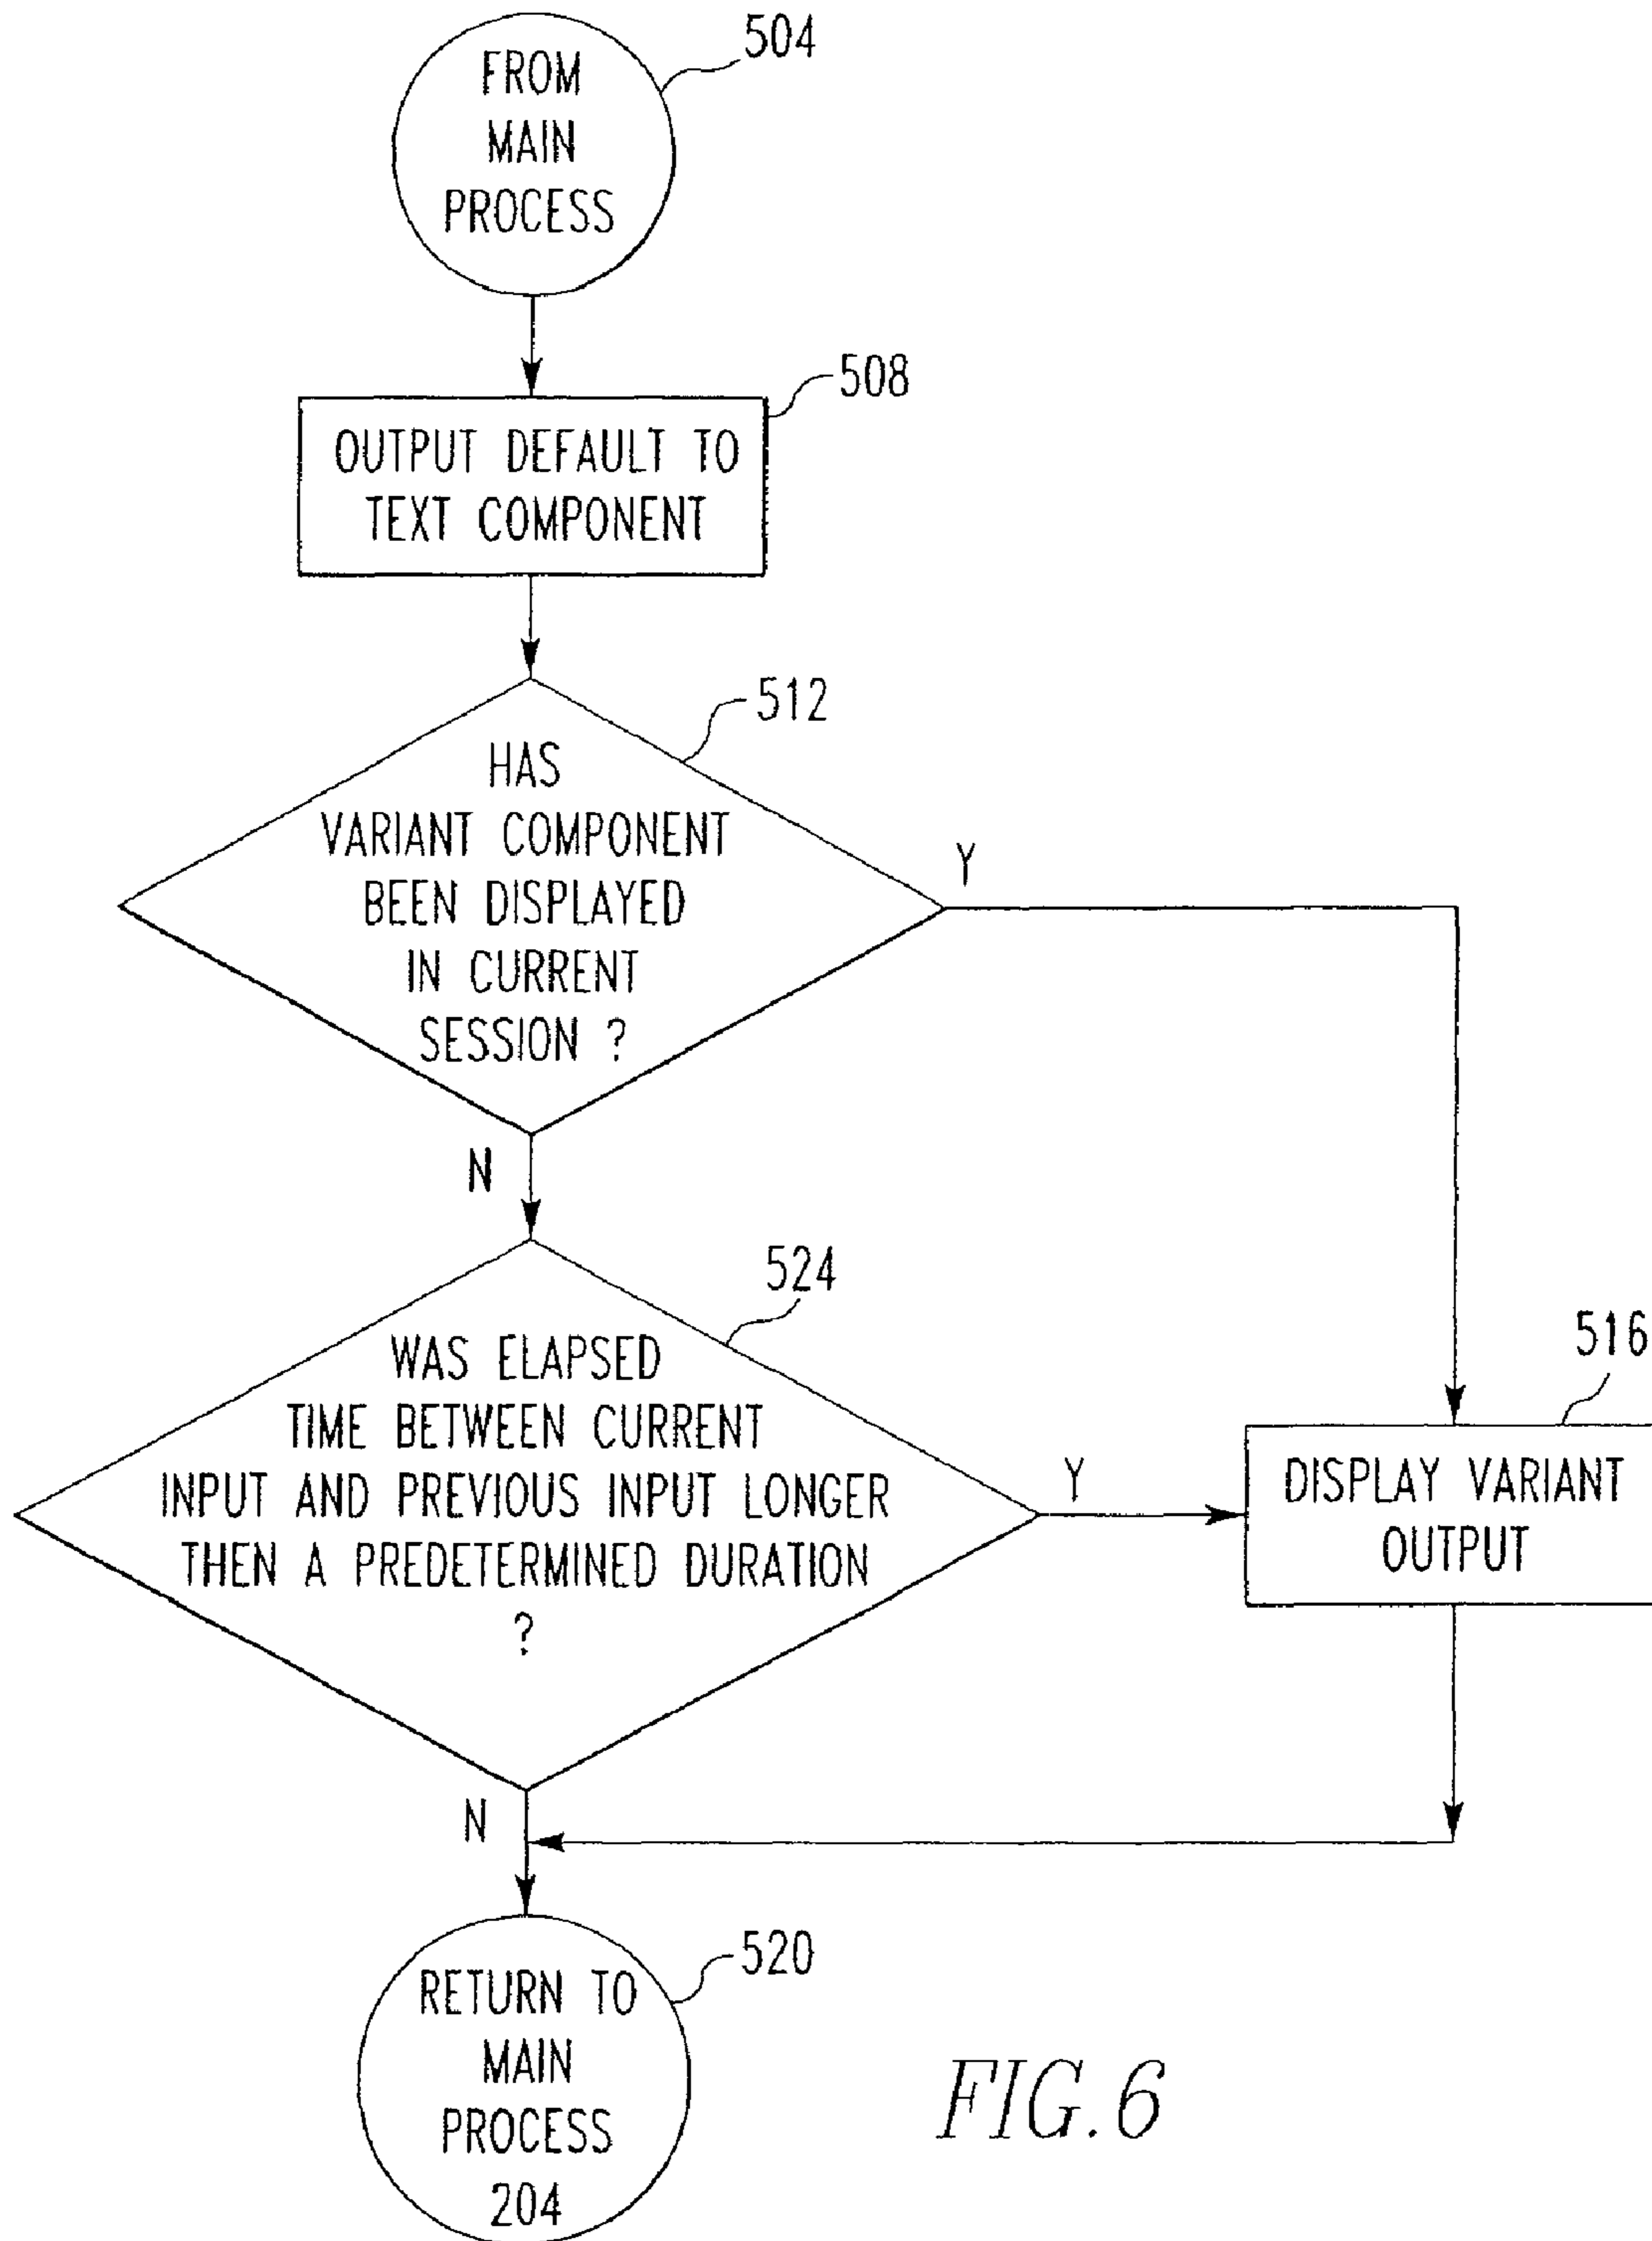 504
FROM
MAIN
PROCESS
508
OUTPUT DEFAULT TO
TEXT COMPONENT
512
HAS
VARIANT COMPONENT
BEEN DISPLAYED
IN CURRENT
SESSION ?
Y
N
524
WAS ELAPSED
TIME BETWEEN CURRENT
INPUT AND PREVIOUS INPUT LONGER
THEN A PREDETERMINED DURATION
?
Y
516
DISPLAY VARIANT
OUTPUT
N
520
RETURN TO
MAIN
PROCESS
204
FIG. 6